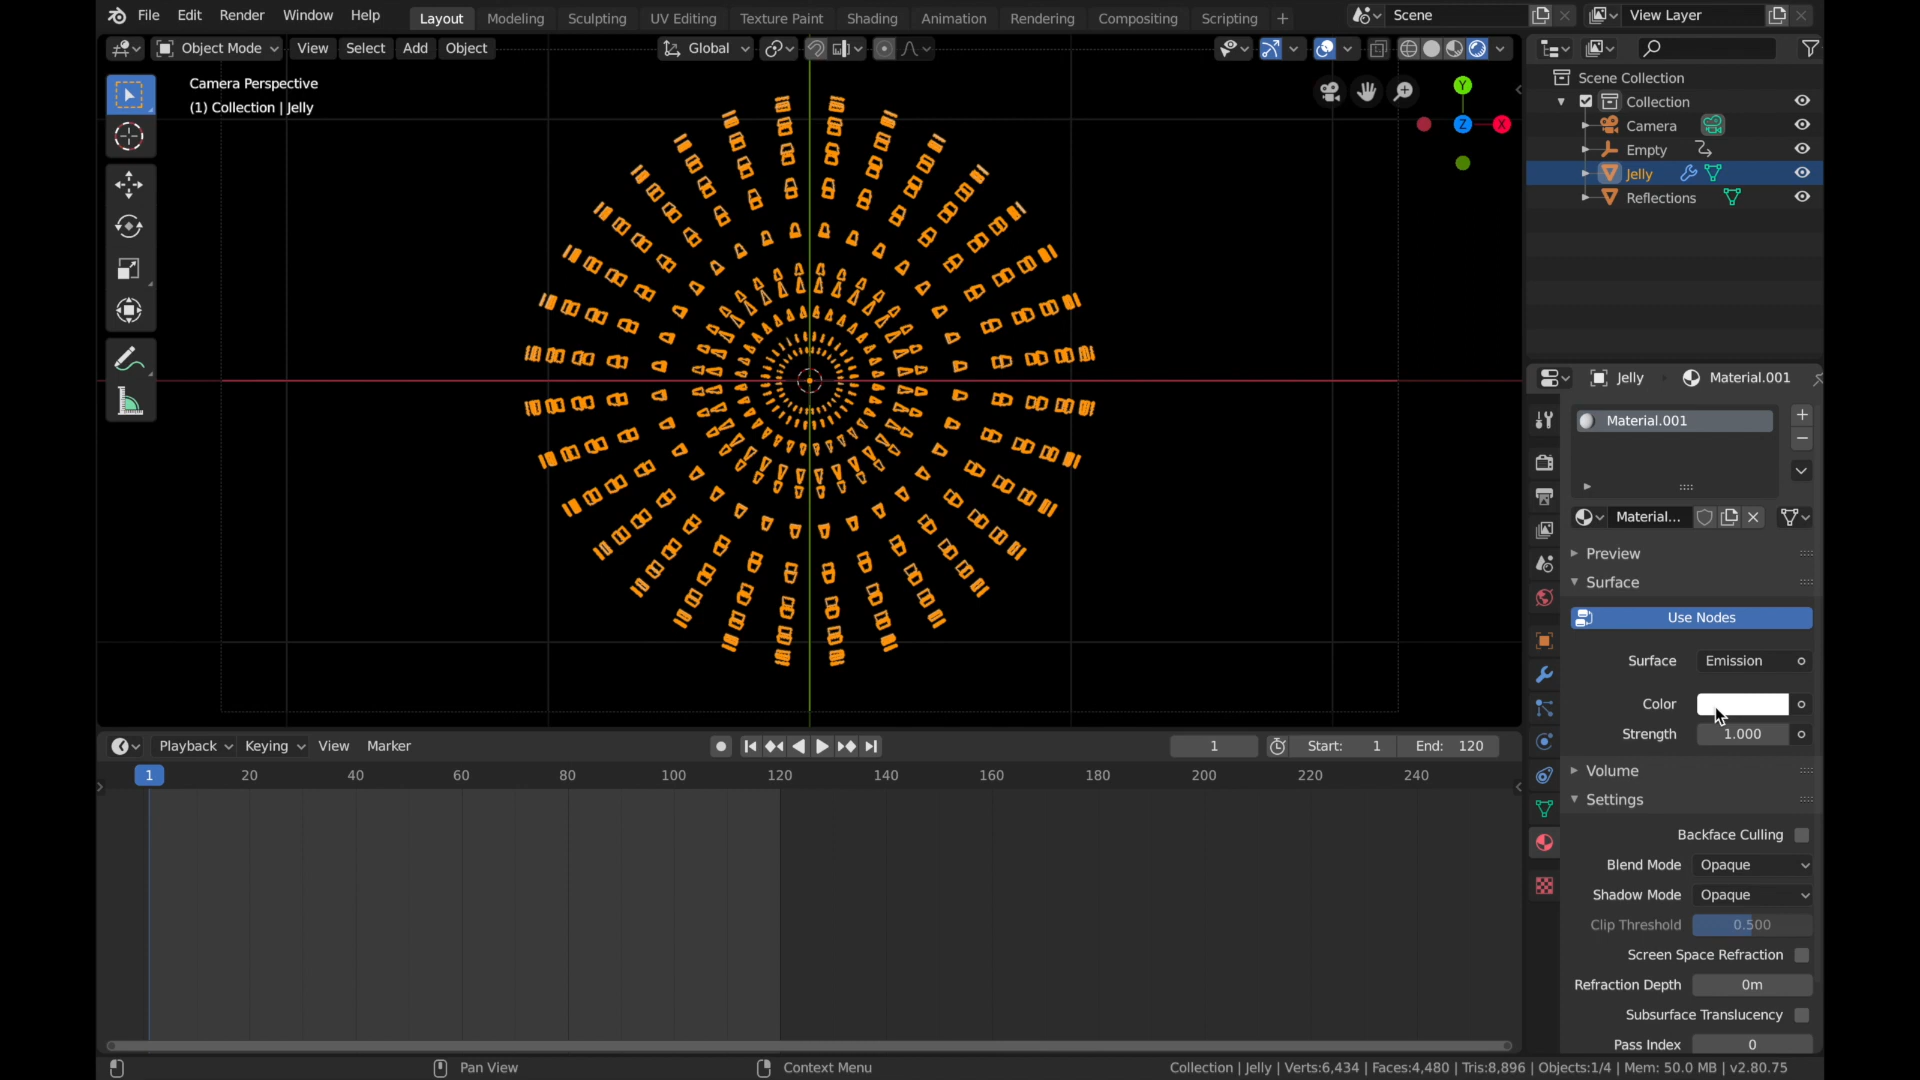 File Edit Render Window Help Layout Modeling Sculpting UV Editing Texture Paint Shading Animation Rendering Compositing Scripting + Scene View Layer
Object Mode View Select Add Object Global
Camera Perspective
(1) Collection | Jelly
Y
Z X
Scene Collection
Collection
Camera
Empty
Jelly
Reflections
Jelly Material.001
Material.001
Material...
Preview
Surface
Use Nodes
Surface Emission
Color
Strength 1.000
Volume
Settings
Backface Culling
Blend Mode Opaque
Shadow Mode Opaque
Clip Threshold 0.500
Screen Space Refraction
Refraction Depth 0m
Subsurface Translucency
Pass Index 0
Playback Keying View Marker 1 Start: 1 End: 120
1 20 40 60 80 100 120 140 160 180 200 220 240
Pan View Context Menu Collection | Jelly | Verts:6,434 | Faces:4,480 | Tris:8,896 | Objects:1/4 | Mem: 50.0 MB | v2.80.75